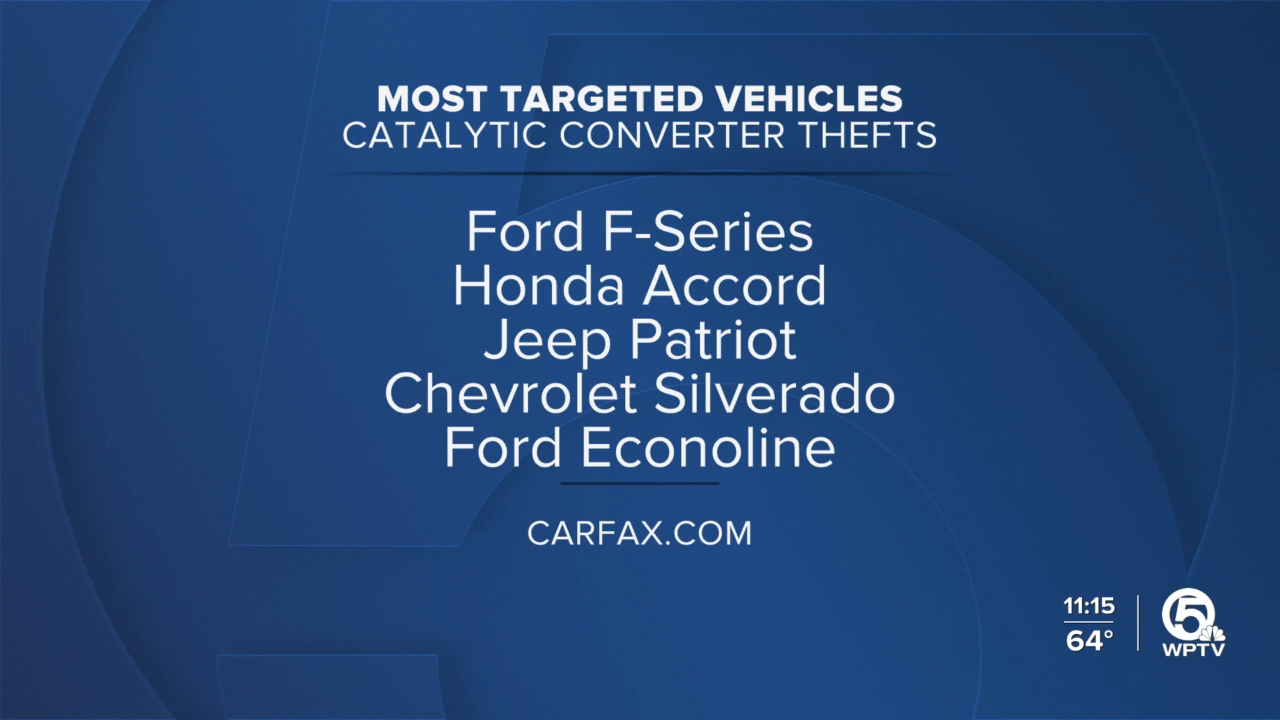 MOST TARGETED VEHICLES
CATALYTIC CONVERTER THEFTS
Ford F-Series
Honda Accord
Jeep Patriot
Chevrolet Silverado
Ford Econoline
CARFAX.COM
11:15
64°
5
WPTV